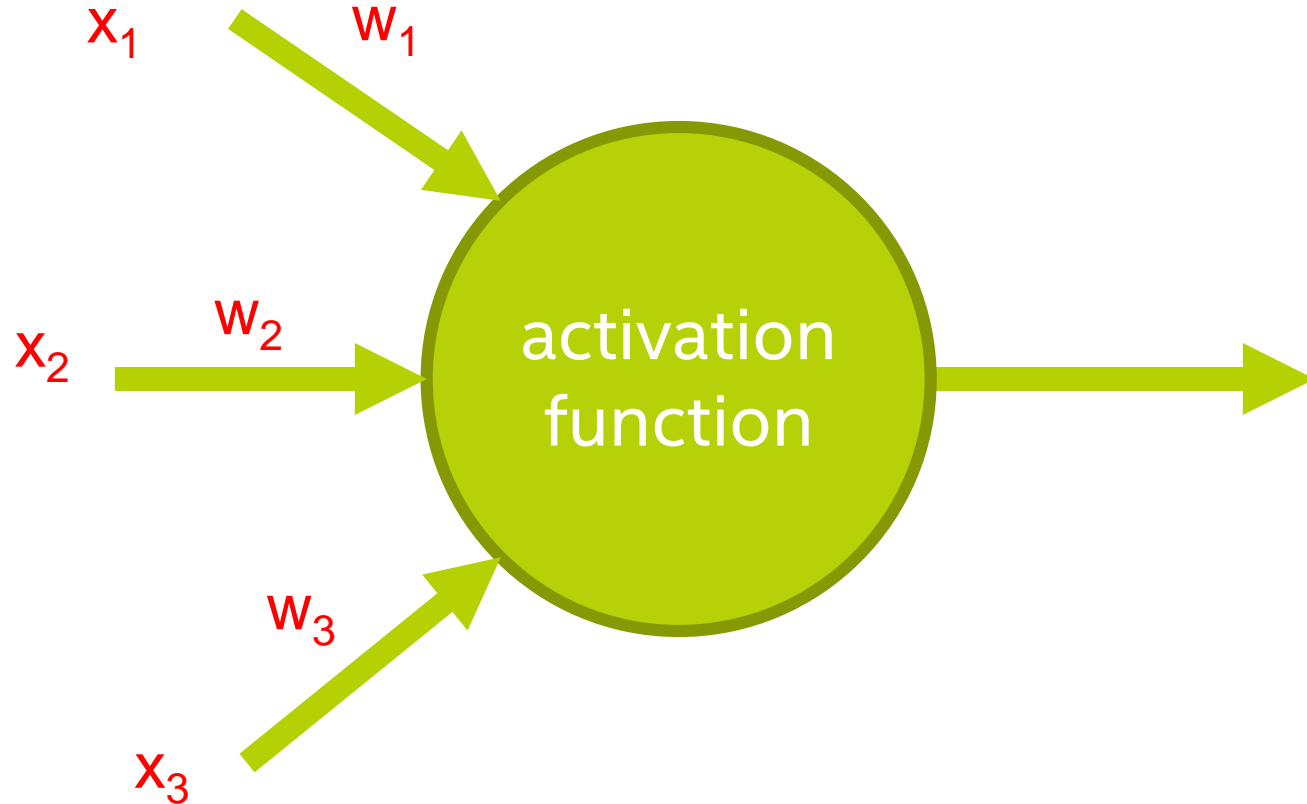 x₁
w₁
w₂
x₂
activation
function
w₃
x₃